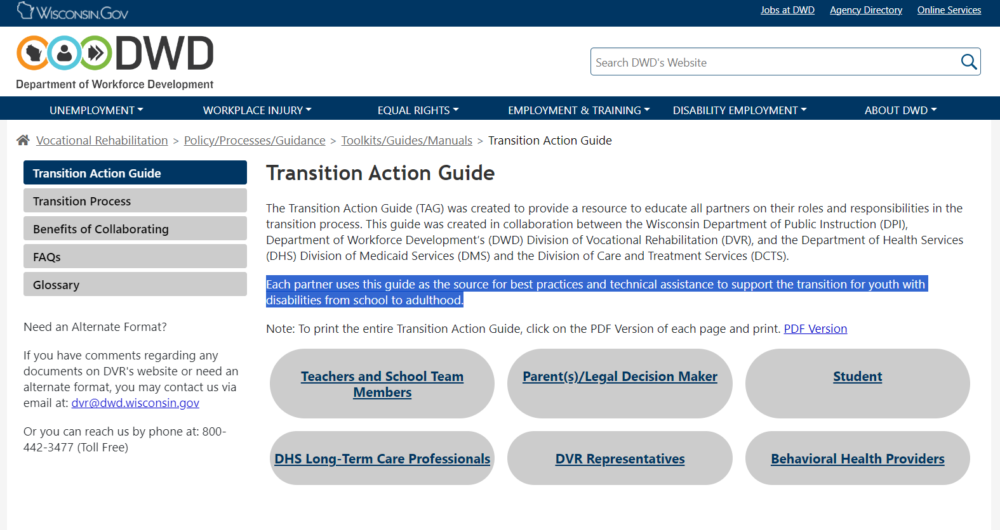 WISCONSIN.GOV
Jobs at DWD Agency Directory Online Services
DWD
Department of Workforce Development
Search DWD's Website
UNEMPLOYMENT WORKPLACE INJURY EQUAL RIGHTS EMPLOYMENT & TRAINING DISABILITY EMPLOYMENT ABOUT DWD
Vocational Rehabilitation > Policy/Processes/Guidance > Toolkits/Guides/Manuals > Transition Action Guide
Transition Action Guide
Transition Process
Benefits of Collaborating
FAQs
Glossary
Need an Alternate Format?
If you have comments regarding any
documents on DVR's website or need an
alternate format, you may contact us via
email at: dvr@dwd.wisconsin.gov
Or you can reach us by phone at: 800-
442-3477 (Toll Free)
Transition Action Guide
The Transition Action Guide (TAG) was created to provide a resource to educate all partners on their roles and responsibilities in the
transition process. This guide was created in collaboration between the Wisconsin Department of Public Instruction (DPI),
Department of Workforce Development’s (DWD) Division of Vocational Rehabilitation (DVR), and the Department of Health Services
(DHS) Division of Medicaid Services (DMS) and the Division of Care and Treatment Services (DCTS).
Each partner uses this guide as the source for best practices and technical assistance to support the transition for youth with
disabilities from school to adulthood.
Note: To print the entire Transition Action Guide, click on the PDF Version of each page and print. PDF Version
Teachers and School Team
Members
Parent(s)/Legal Decision Maker
Student
DHS Long-Term Care Professionals
DVR Representatives
Behavioral Health Providers